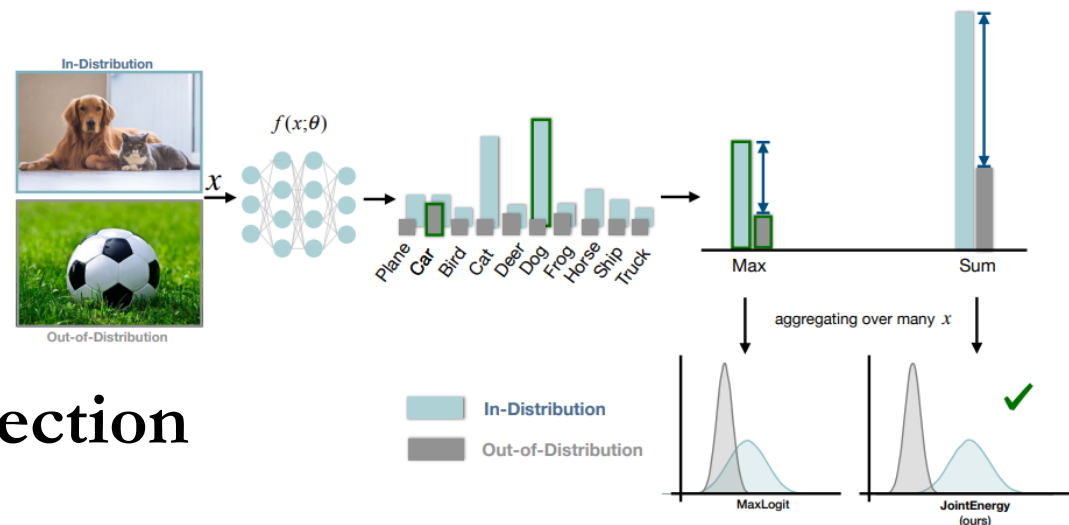 In-Distribution
x
f(x;θ)
Out-of-Distribution
Plane
Car
Bird
Cat
Deer
Dog
Frog
Horse
Ship
Truck
Max
Sum
aggregating over many x
ection
In-Distribution
Out-of-Distribution
MaxLogit
JointEnergy
(ours)